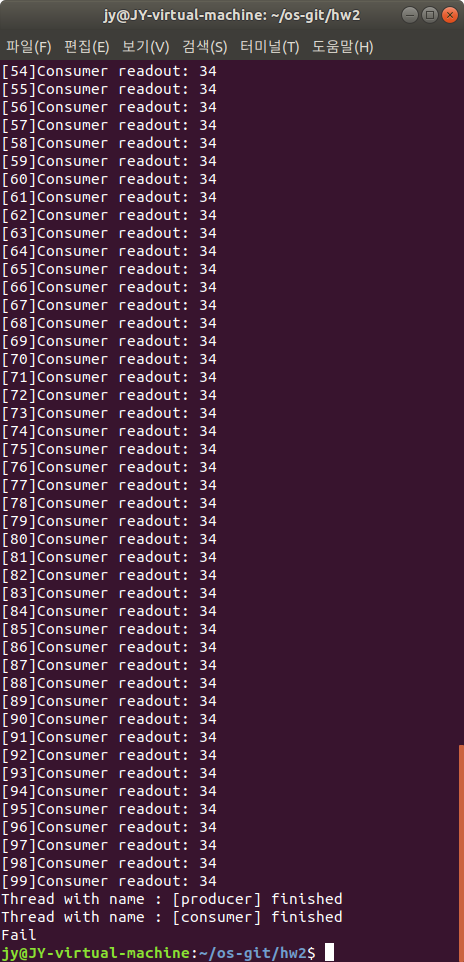 jy@JY-virtual-machine: ~/os-git/hw2
파일(F) 편집(E) 보기(V) 검색(S) 터미널(T) 도움말(H)
[54]Consumer readout: 34
[55]Consumer readout: 34
[56]Consumer readout: 34
[57]Consumer readout: 34
[58]Consumer readout: 34
[59]Consumer readout: 34
[60]Consumer readout: 34
[61]Consumer readout: 34
[62]Consumer readout: 34
[63]Consumer readout: 34
[64]Consumer readout: 34
[65]Consumer readout: 34
[66]Consumer readout: 34
[67]Consumer readout: 34
[68]Consumer readout: 34
[69]Consumer readout: 34
[70]Consumer readout: 34
[71]Consumer readout: 34
[72]Consumer readout: 34
[73]Consumer readout: 34
[74]Consumer readout: 34
[75]Consumer readout: 34
[76]Consumer readout: 34
[77]Consumer readout: 34
[78]Consumer readout: 34
[79]Consumer readout: 34
[80]Consumer readout: 34
[81]Consumer readout: 34
[82]Consumer readout: 34
[83]Consumer readout: 34
[84]Consumer readout: 34
[85]Consumer readout: 34
[86]Consumer readout: 34
[87]Consumer readout: 34
[88]Consumer readout: 34
[89]Consumer readout: 34
[90]Consumer readout: 34
[91]Consumer readout: 34
[92]Consumer readout: 34
[93]Consumer readout: 34
[94]Consumer readout: 34
[95]Consumer readout: 34
[96]Consumer readout: 34
[97]Consumer readout: 34
[98]Consumer readout: 34
[99]Consumer readout: 34
Thread with name : [producer] finished
Thread with name : [consumer] finished
Fail
jy@JY-virtual-machine:~/os-git/hw2$